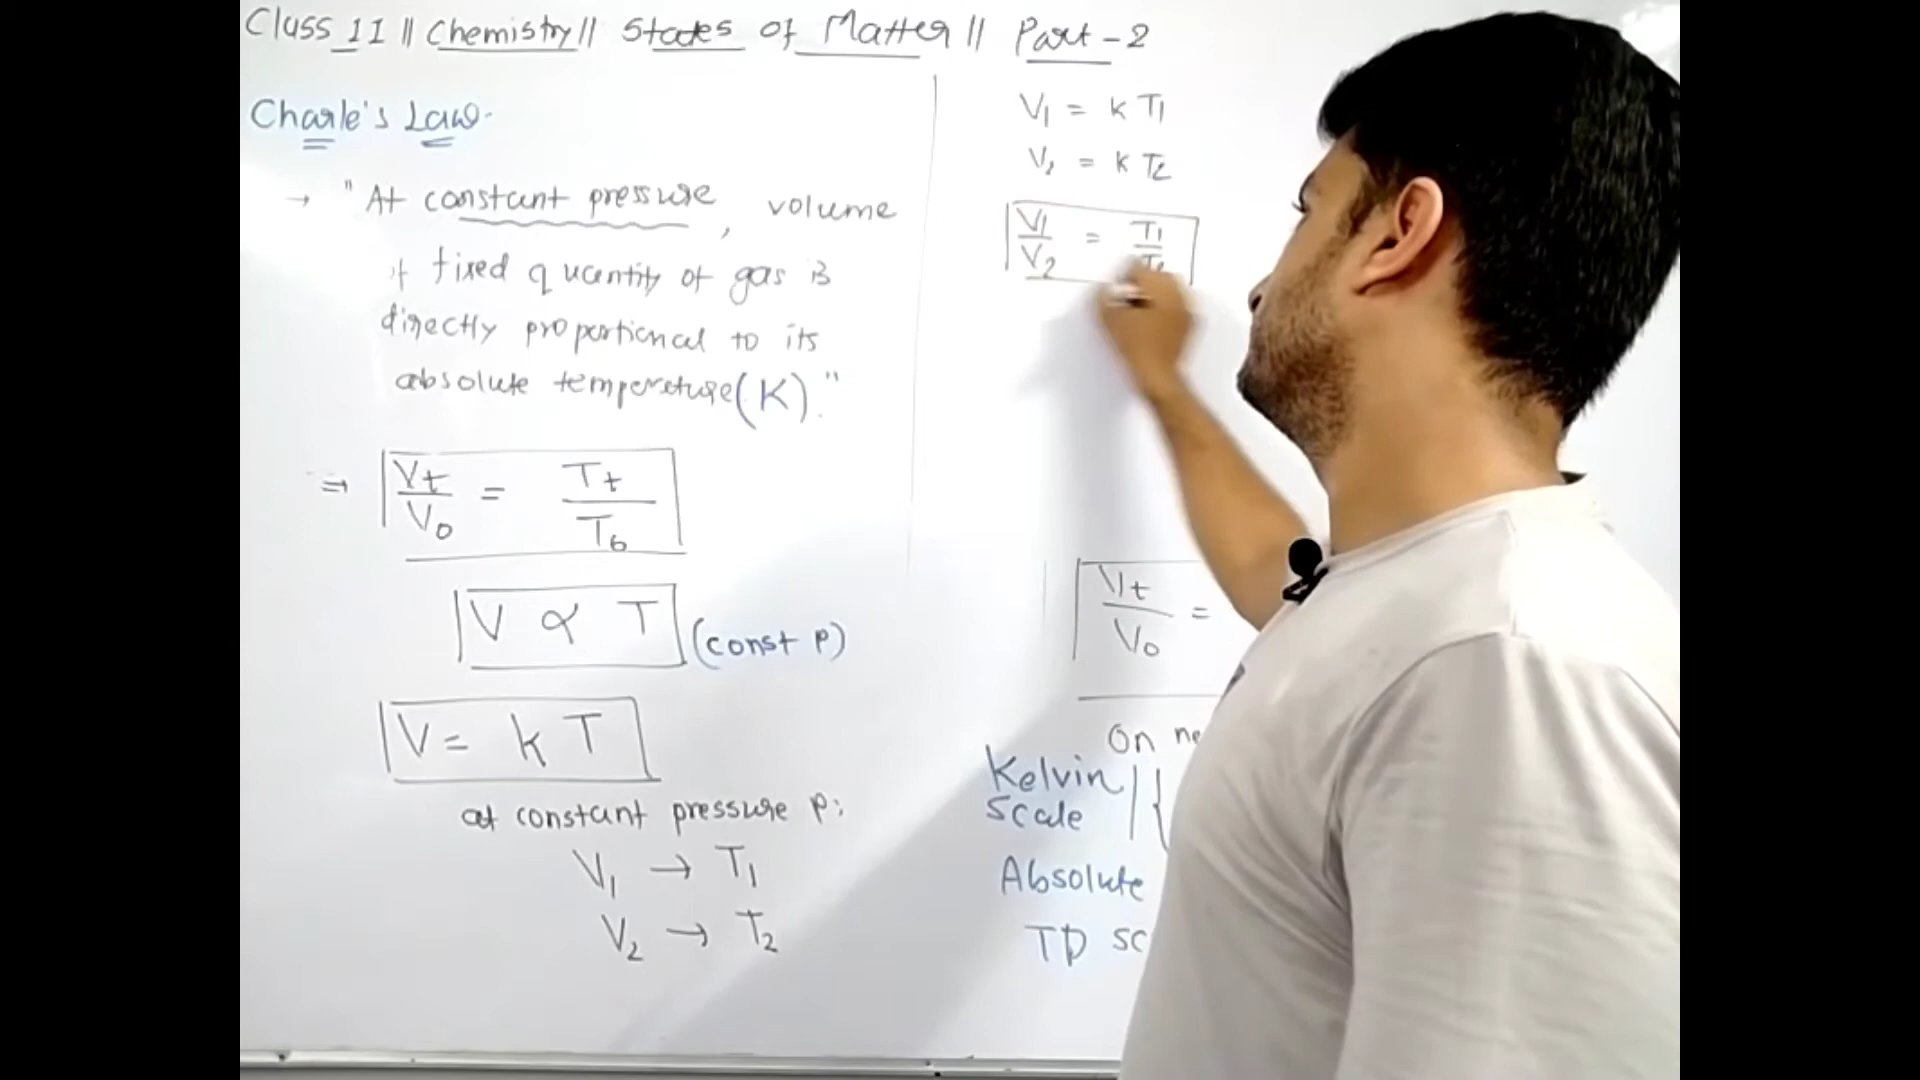 Class 11 || Chemistry || States of Matter || Part - 2
Charle's Law.
→ "At constant pressure, volume
of fixed quantity of gas is
directly proportional to its
absolute temperature (K)."
⇒ Vt/V0 = Tt/T0
V ∝ T (const P)
V = k T
at constant pressure P:
V1 → T1
V2 → T2
V1 = k T1
V2 = k T2
V1/V2 = T1/T2
Vt/V0 =
On
Kelvin
Scale
Absolute
TD